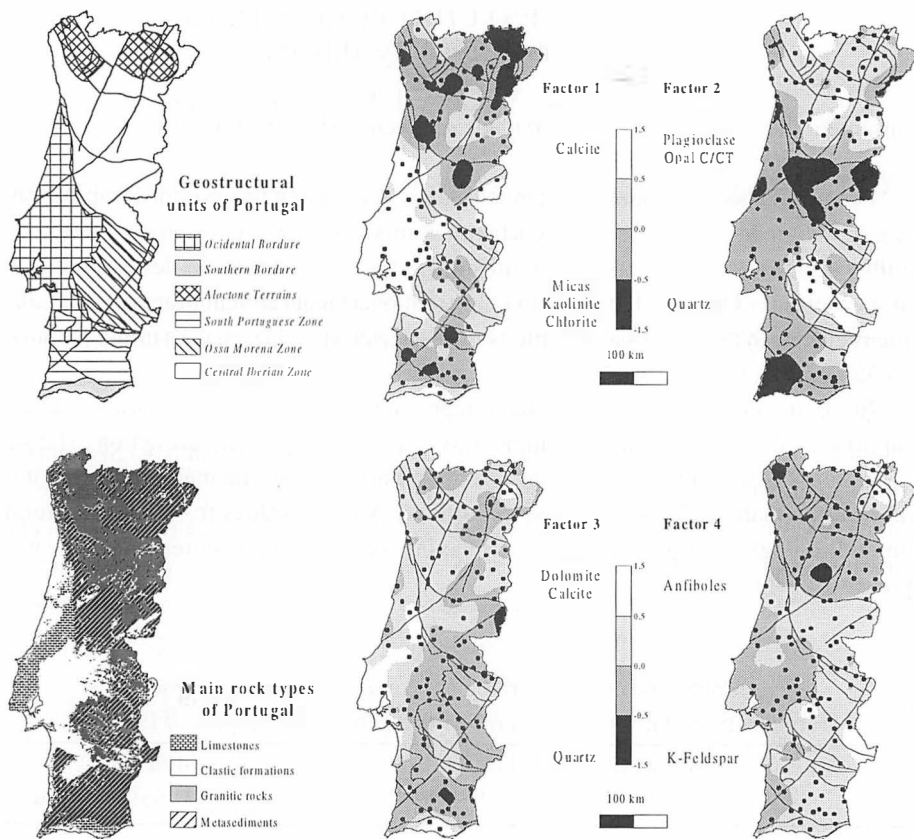 Geostructural
units of Portugal
Ocidental Bordure
Southern Bordure
Aloctone Terrains
South Portuguese Zone
Ossa Morena Zone
Central Iberian Zone
Factor 1
Calcite
Micas
Kaolinite
Chlorite
1.5
0.5
0.0
-0.5
-1.5
100 km
Factor 2
Plagioclase
Opal C/CT
Quartz
Main rock types
of Portugal
Limestones
Clastic formations
Granitic rocks
Metasediments
Factor 3
Dolomite
Calcite
Quartz
1.5
0.5
0.0
-0.5
-1.5
100 km
Factor 4
Anfiboles
K-Feldspar